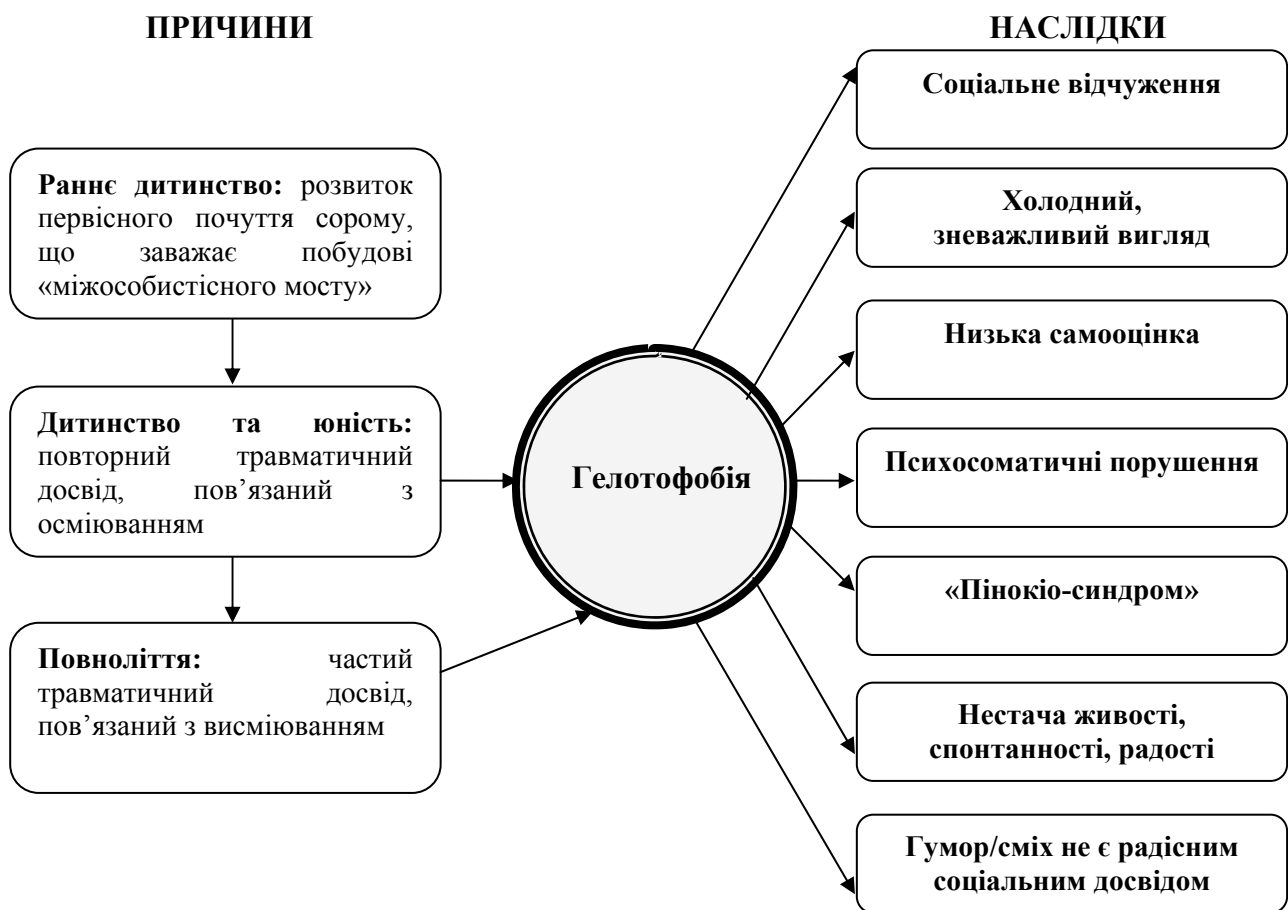 ПРИЧИНИ
Раннє дитинство: розвиток
первісного почуття сорому,
що заважає побудові
«міжособистісного мосту»
Дитинство та юність:
повторний травматичний
досвід, пов’язаний з
осміюванням
Повноліття: частий
травматичний досвід,
пов’язаний з висміюванням
Гелотофобія
НАСЛІДКИ
Соціальне відчуження
Холодний,
зневажливий вигляд
Низька самооцінка
Психосоматичні порушення
«Пінокіо-синдром»
Нестача живості,
спонтанності, радості
Гумор/сміх не є радісним
соціальним досвідом